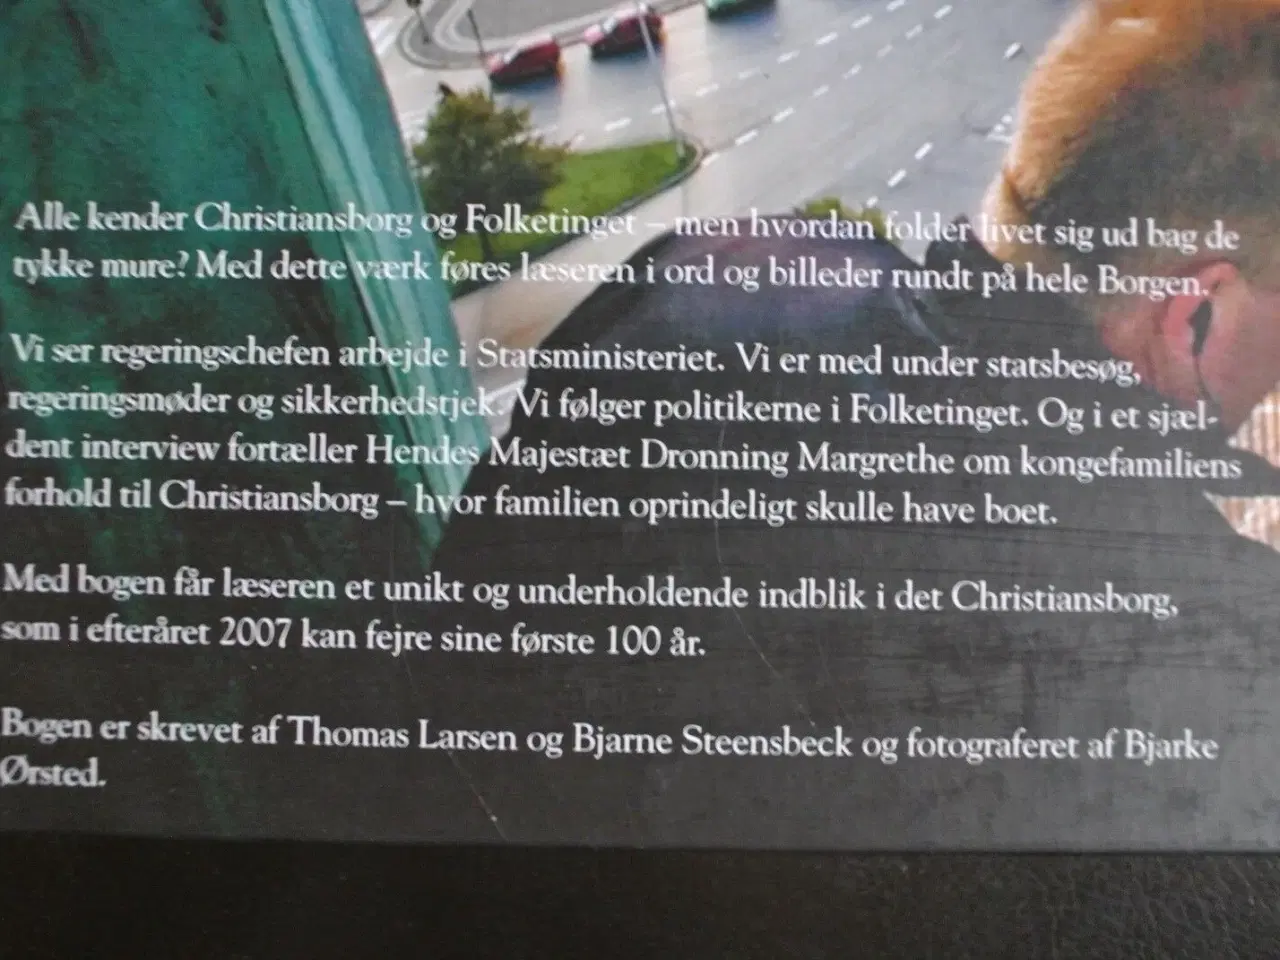 Alle kender Christiansborg og Folketinget – men hvordan folder livet sig ud bag de
tykke mure? Med dette værk føres læseren i ord og billeder rundt på hele Borgen.
Vi ser regeringschefen arbejde i Statsministeriet. Vi er med under statsbesøg,
regeringsmøder og sikkerhedstjek. Vi følger politikerne i Folketinget. Og i et sjæl-
dent interview fortæller Hendes Majestæt Dronning Margrethe om kongefamiliens
forhold til Christiansborg – hvor familien oprindeligt skulle have boet.
Med bogen får læseren et unikt og underholdende indblik i det Christiansborg,
som i efteråret 2007 kan fejre sine første 100 år.
Bogen er skrevet af Thomas Larsen og Bjarne Steensbeck og fotograferet af Bjarke
Ørsted.